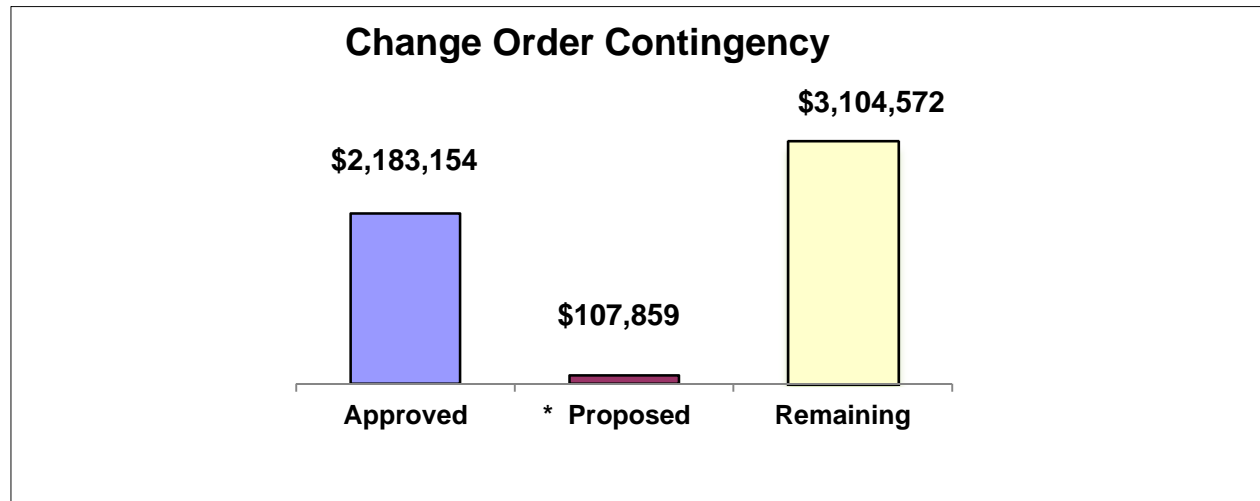 Change Order Contingency
$3,104,572
$2,183,154
$107,859
Approved * Proposed Remaining